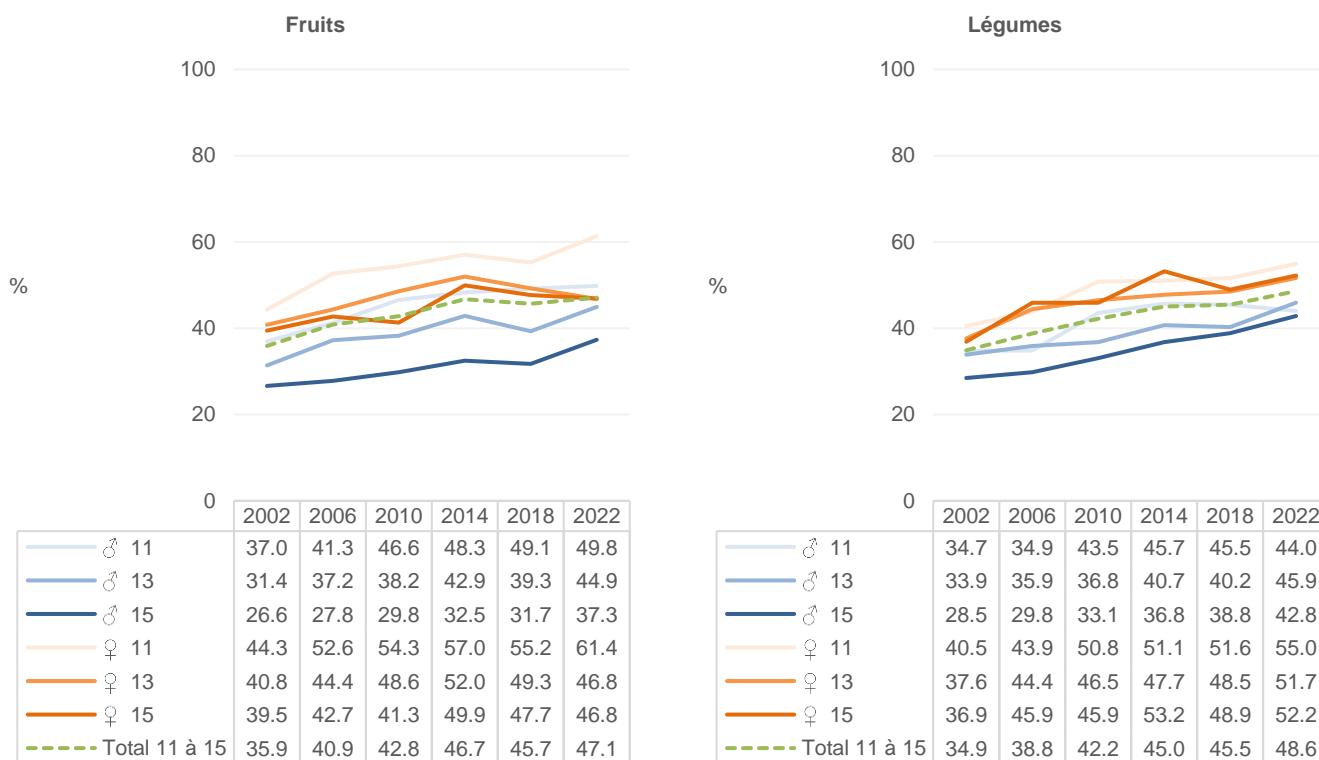 Fruits
100
80
60
%
40
20
0
2002 2006 2010 2014 2018 2022
♂ 11 37.0 41.3 46.6 48.3 49.1 49.8
♂ 13 31.4 37.2 38.2 42.9 39.3 44.9
♂ 15 26.6 27.8 29.8 32.5 31.7 37.3
♀ 11 44.3 52.6 54.3 57.0 55.2 61.4
♀ 13 40.8 44.4 48.6 52.0 49.3 46.8
♀ 15 39.5 42.7 41.3 49.9 47.7 46.8
Total 11 à 15 35.9 40.9 42.8 46.7 45.7 47.1
Légumes
100
80
60
%
40
20
0
2002 2006 2010 2014 2018 2022
♂ 11 34.7 34.9 43.5 45.7 45.5 44.0
♂ 13 33.9 35.9 36.8 40.7 40.2 45.9
♂ 15 28.5 29.8 33.1 36.8 38.8 42.8
♀ 11 40.5 43.9 50.8 51.1 51.6 55.0
♀ 13 37.6 44.4 46.5 47.7 48.5 51.7
♀ 15 36.9 45.9 45.9 53.2 48.9 52.2
Total 11 à 15 34.9 38.8 42.2 45.0 45.5 48.6